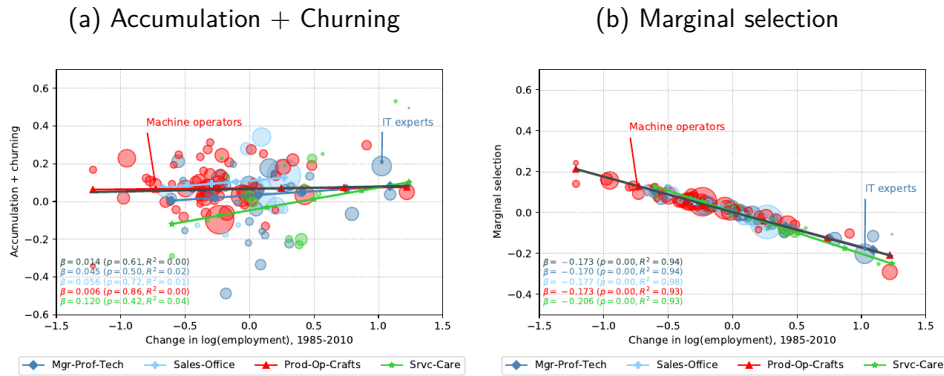 (a) Accumulation + Churning
(b) Marginal selection
Accumulation + churning
0.6
0.4
0.2
0.0
−0.2
−0.4
−0.6
Machine operators
IT experts
β = 0.014 (p = 0.61, R² = 0.00)
β = 0.045 (p = 0.50, R² = 0.02)
β = 0.056 (p = 0.72, R² = 0.01)
β = 0.006 (p = 0.86, R² = 0.00)
β = 0.120 (p = 0.42, R² = 0.04)
−1.5 −1.0 −0.5 0.0 0.5 1.0 1.5
Change in log(employment), 1985-2010
Mgr-Prof-Tech Sales-Office Prod-Op-Crafts Srvc-Care
Marginal selection
0.4
0.2
0.0
−0.2
−0.4
Machine operators
IT experts
β = −0.173 (p = 0.00, R² = 0.94)
β = −0.170 (p = 0.00, R² = 0.94)
β = −0.177 (p = 0.00, R² = 0.98)
β = −0.173 (p = 0.00, R² = 0.93)
β = −0.206 (p = 0.00, R² = 0.93)
−1.5 −1.0 −0.5 0.0 0.5 1.0 1.5
Change in log(employment), 1985-2010
Mgr-Prof-Tech Sales-Office Prod-Op-Crafts Srvc-Care